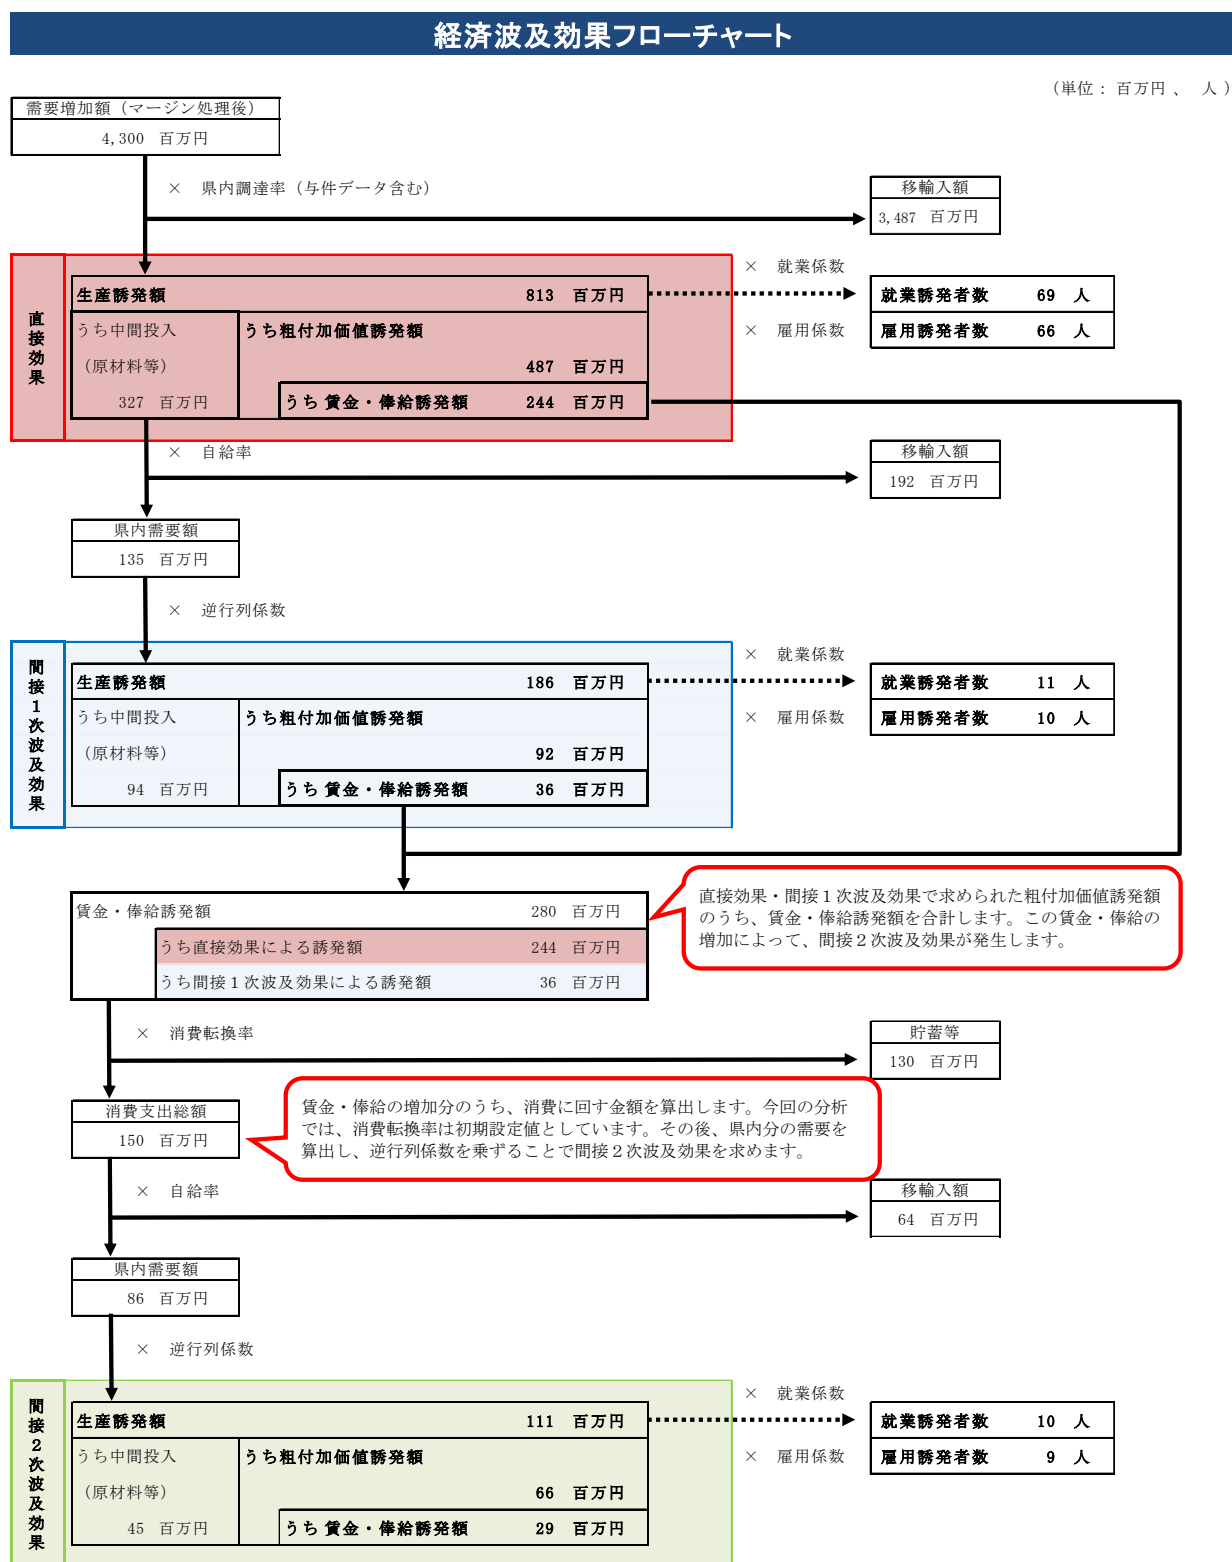 経済波及効果フローチャート
（単位：百万円、人）
需要増加額（マージン処理後）
4,300 百万円
× 県内調達率（与件データ含む）
移輸入額
3,487 百万円
直接効果
× 就業係数
生産誘発額 813 百万円
就業誘発者数 69 人
うち中間投入 うち粗付加価値誘発額
× 雇用係数
雇用誘発者数 66 人
（原材料等） 487 百万円
327 百万円 うち 賃金・俸給誘発額 244 百万円
× 自給率
移輸入額
192 百万円
県内需要額
135 百万円
× 逆行列係数
間接１次波及効果
× 就業係数
生産誘発額 186 百万円
就業誘発者数 11 人
うち中間投入 うち粗付加価値誘発額
× 雇用係数
雇用誘発者数 10 人
（原材料等） 92 百万円
94 百万円 うち 賃金・俸給誘発額 36 百万円
賃金・俸給誘発額 280 百万円
うち直接効果による誘発額 244 百万円
うち間接１次波及効果による誘発額 36 百万円
直接効果・間接１次波及効果で求められた粗付加価値誘発額
のうち、賃金・俸給誘発額を合計します。この賃金・俸給の
増加によって、間接２次波及効果が発生します。
× 消費転換率
貯蓄等
130 百万円
消費支出総額
150 百万円
賃金・俸給の増加分のうち、消費に回す金額を算出します。今回の分析
では、消費転換率は初期設定値としています。その後、県内分の需要を
算出し、逆行列係数を乗ずることで間接２次波及効果を求めます。
× 自給率
移輸入額
64 百万円
県内需要額
86 百万円
× 逆行列係数
間接２次波及効果
× 就業係数
生産誘発額 111 百万円
就業誘発者数 10 人
うち中間投入 うち粗付加価値誘発額
× 雇用係数
雇用誘発者数 9 人
（原材料等） 66 百万円
45 百万円 うち 賃金・俸給誘発額 29 百万円